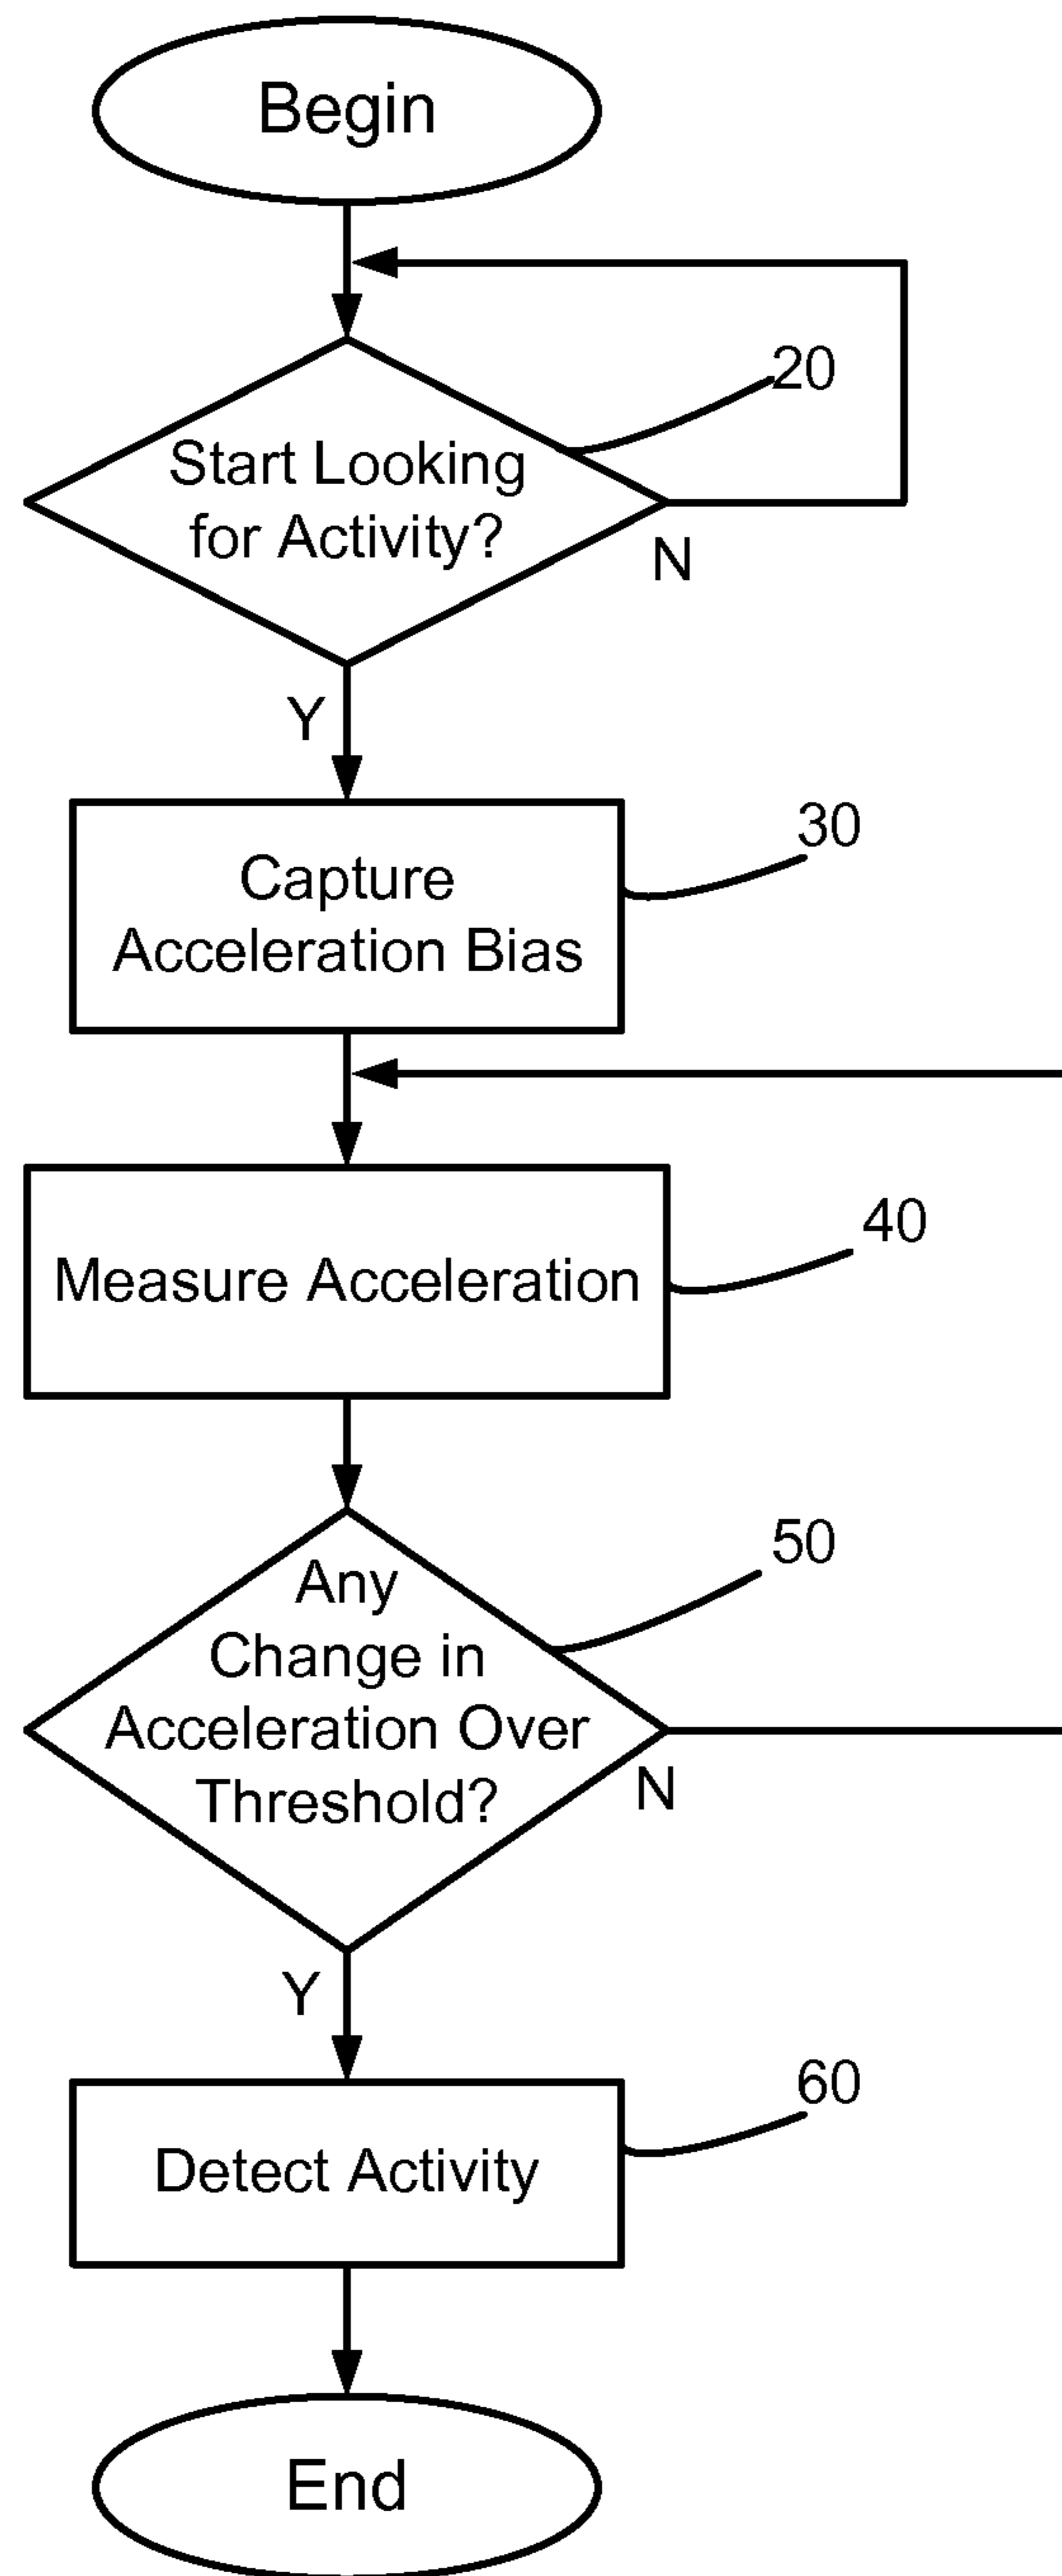 Begin
20
Start Looking
for Activity?
N
Y
30
Capture
Acceleration Bias
40
Measure Acceleration
50
Any
Change in
Acceleration Over
Threshold?
N
Y
60
Detect Activity
End